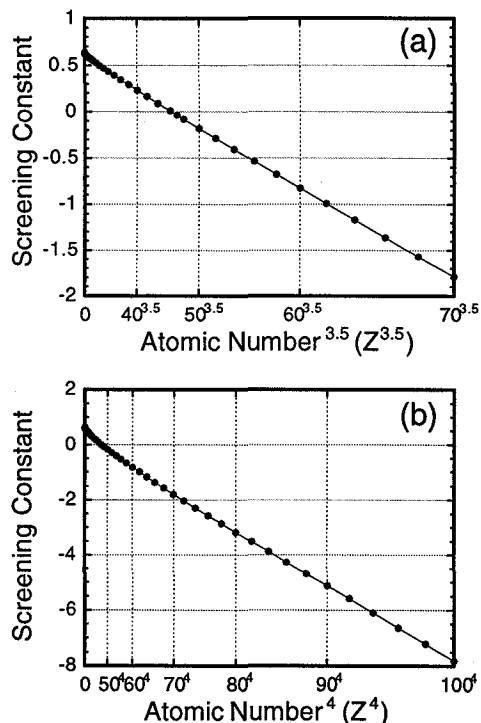 (a)
Screening Constant
1
0.5
0
-0.5
-1
-1.5
-2
0 40^3.5 50^3.5 60^3.5 70^3.5
Atomic Number^3.5 (Z^3.5)
(b)
Screening Constant
2
0
-2
-4
-6
-8
0 50^4 60^4 70^4 80^4 90^4 100^4
Atomic Number^4 (Z^4)